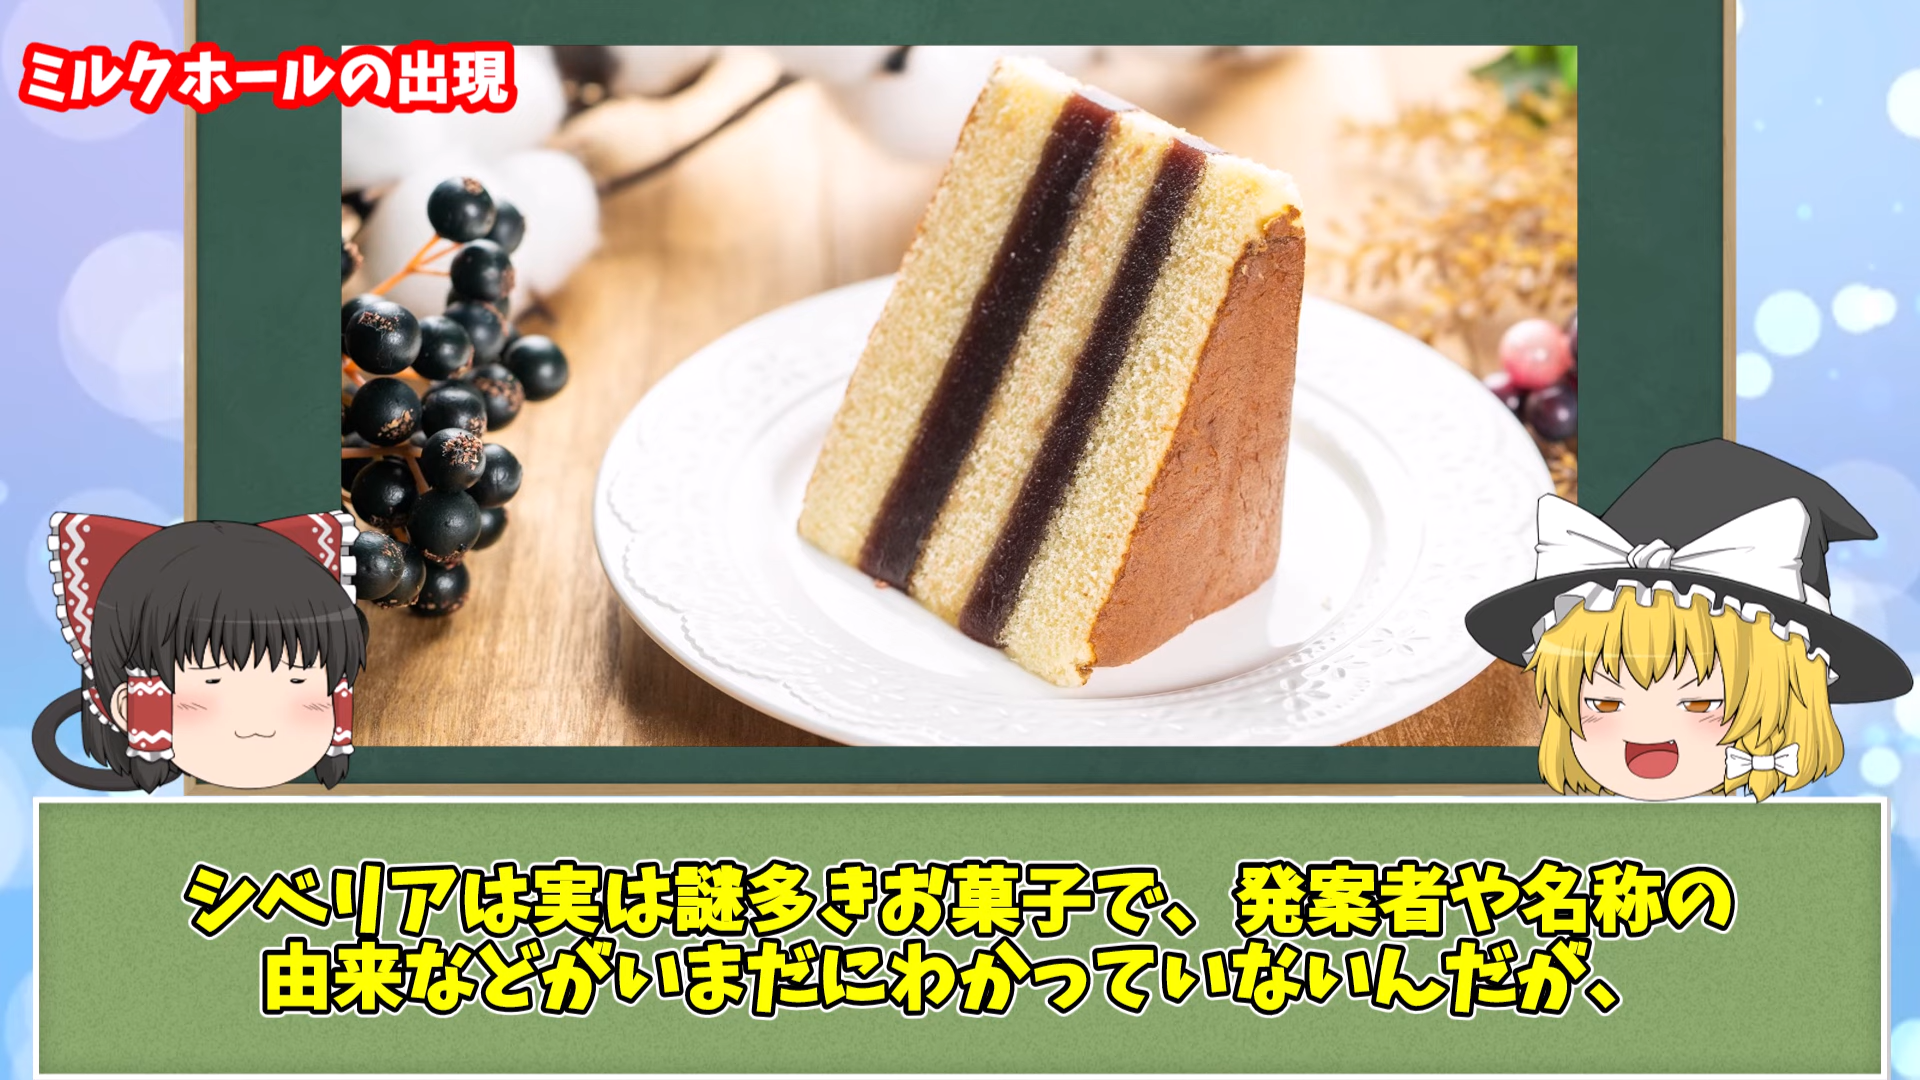 ミルクホールの出現
シベリアは実は謎多きお菓子で、発案者や名称の
由来などがいまだにわかっていないんだが、